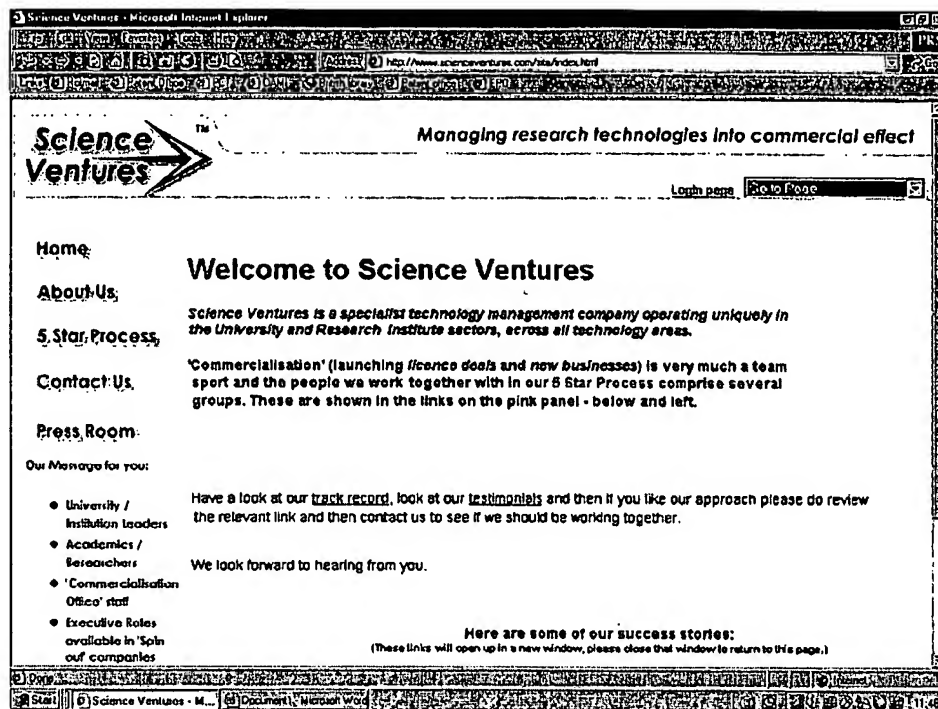 Science Ventures - Microsoft Internet Explorer
http://www.scienceventures.com/site/index.html
Science Ventures TM
Managing research technologies into commercial effect
Login page Go to Page
Home
About Us
5 Star Process
Contact Us
Press Room
Our Message for you:
University / Institution Leaders
Academics / Researchers
'Commercialisation Office' staff
Executive Roles available in 'Spin out' companies
Welcome to Science Ventures
Science Ventures is a specialist technology management company operating uniquely in
the University and Research Institute sectors, across all technology areas.
'Commercialisation' (launching licence deals and new businesses) is very much a team
sport and the people we work together with in our 5 Star Process comprise several
groups. These are shown in the links on the pink panel - below and left.
Have a look at our track record, look at our testimonials and then if you like our approach please do review
the relevant link and then contact us to see if we should be working together.
We look forward to hearing from you.
Here are some of our success stories:
(These links will open up in a new window, please close that window to return to this page.)
Done
Start Science Ventures - M... Document1 - Microsoft Word 11:48